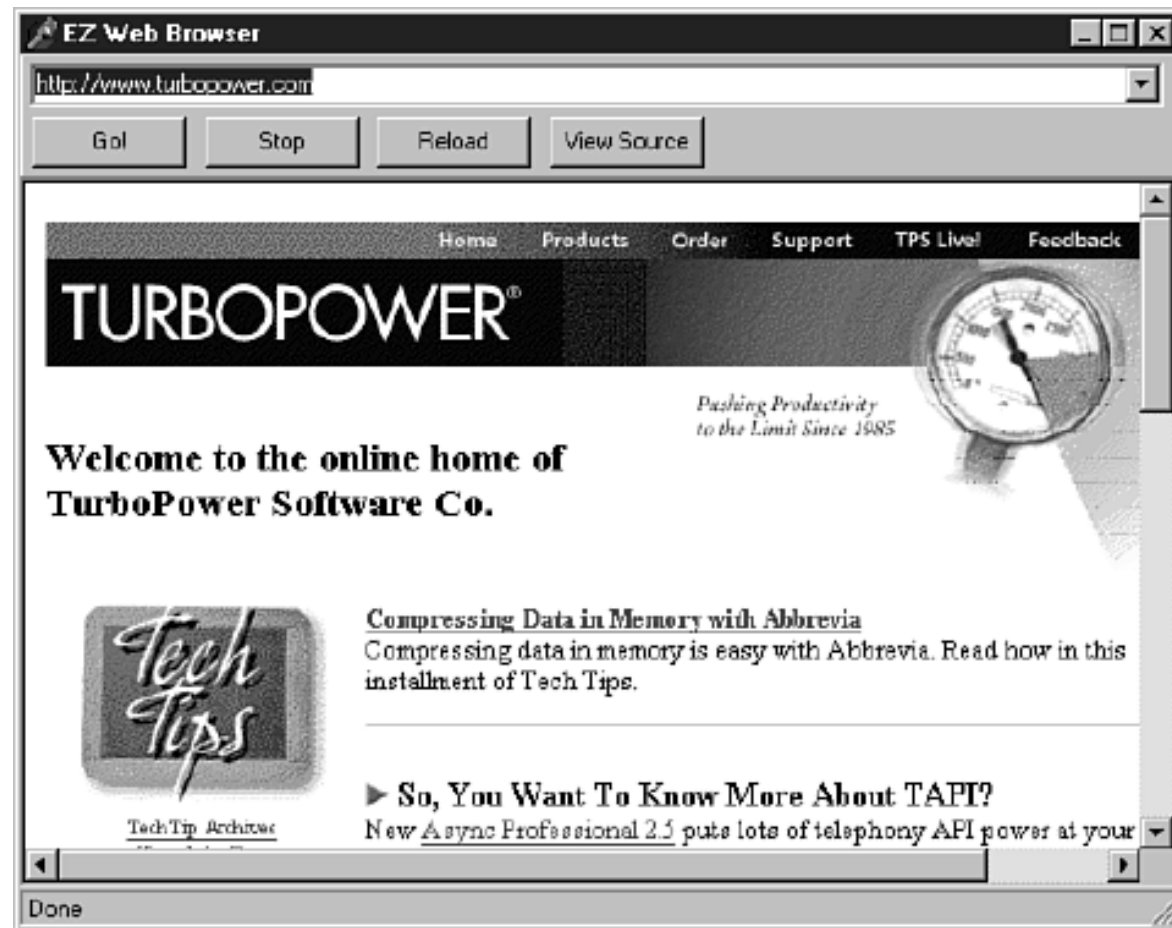 EZ Web Browser
http://www.turbopower.com
Go! Stop Reload View Source
Home Products Order Support TPS Live! Feedback
TURBOPOWER®
Pushing Productivity
to the Limit Since 1985
Welcome to the online home of
TurboPower Software Co.
Tech
Tips
Compressing Data in Memory with Abbrevia
Compressing data in memory is easy with Abbrevia. Read how in this
installment of Tech Tips.
So, You Want To Know More About TAPI?
New Async Professional 2.5 puts lots of telephony API power at your
TechTip Archives
Done